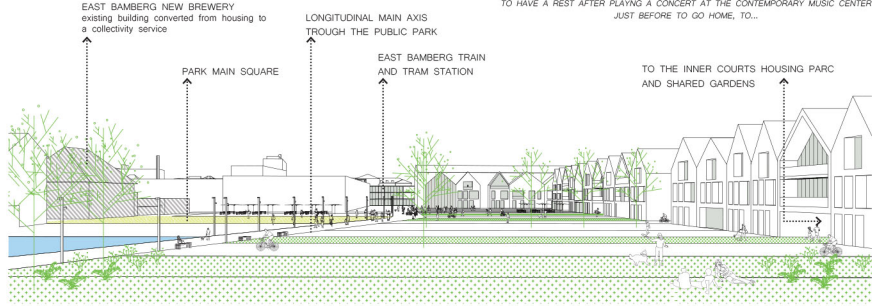 TO HAVE A REST AFTER PLAYNG A CONCERT AT THE CONTEMPORARY MUSIC CENTER
JUST BEFORE TO GO HOME, TO...
EAST BAMBERG NEW BREWERY
existing building converted from housing to
a collectivity service
LONGITUDINAL MAIN AXIS
TROUGH THE PUBLIC PARK
PARK MAIN SQUARE
EAST BAMBERG TRAIN
AND TRAM STATION
TO THE INNER COURTS HOUSING PARC
AND SHARED GARDENS